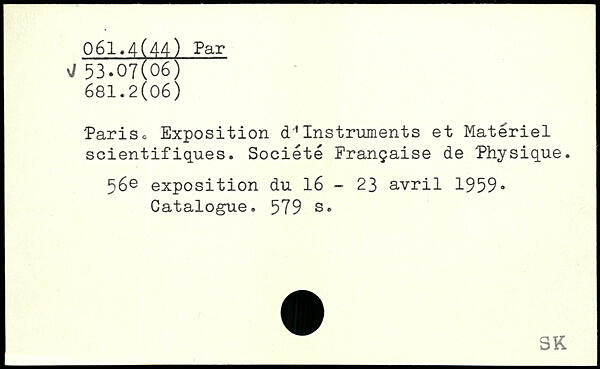 061.4(44) Par
√ 53.07(06)
681.2(06)
Paris. Exposition d'Instruments et Matériel
scientifiques. Société Française de Physique.
56e exposition du 16 - 23 avril 1959.
Catalogue. 579 s.
SK